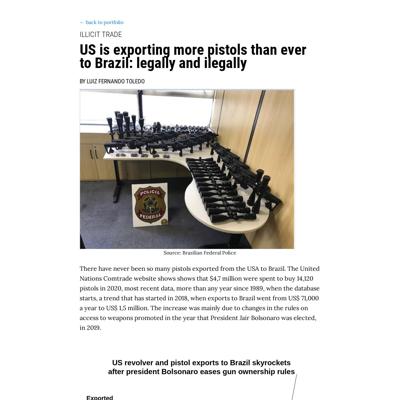 ← back to portfolio
ILLICIT TRADE
US is exporting more pistols than ever
to Brazil: legally and ilegally
BY LUIZ FERNANDO TOLEDO
POLICIA
FEDERAL
Source: Brazilian Federal Police
There have never been so many pistols exported from the USA to Brazil. The United
Nations Comtrade website shows shows that $4,7 million were spent to buy 14,120
pistols in 2020, most recent data, more than any year since 1989, when the database
starts, a trend that has started in 2018, when exports to Brazil went from US$ 71,000
a year to US$ 1,5 million. The increase was mainly due to changes in the rules on
access to weapons promoted in the year that President Jair Bolsonaro was elected,
in 2019.
US revolver and pistol exports to Brazil skyrockets
after president Bolsonaro eases gun ownership rules
Exported